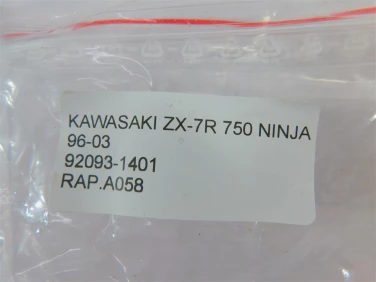 KAWASAKI ZX-7R 750 NINJA
96-03
92093-1401
RAP.A058